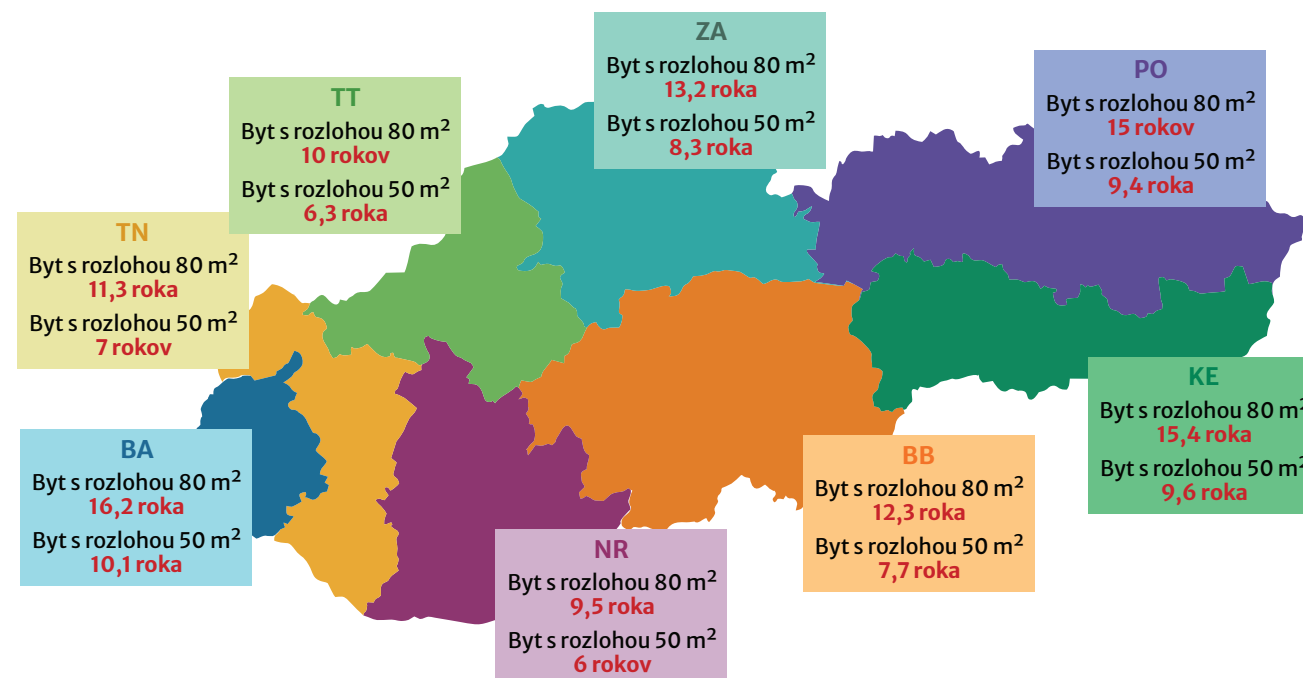 ZA
Byt s rozlohou 80 m²
13,2 roka
Byt s rozlohou 50 m²
8,3 roka
PO
Byt s rozlohou 80 m²
15 rokov
Byt s rozlohou 50 m²
9,4 roka
TT
Byt s rozlohou 80 m²
10 rokov
Byt s rozlohou 50 m²
6,3 roka
TN
Byt s rozlohou 80 m²
11,3 roka
Byt s rozlohou 50 m²
7 rokov
KE
Byt s rozlohou 80 m²
15,4 roka
Byt s rozlohou 50 m²
9,6 roka
BA
Byt s rozlohou 80 m²
16,2 roka
Byt s rozlohou 50 m²
10,1 roka
BB
Byt s rozlohou 80 m²
12,3 roka
Byt s rozlohou 50 m²
7,7 roka
NR
Byt s rozlohou 80 m²
9,5 roka
Byt s rozlohou 50 m²
6 rokov